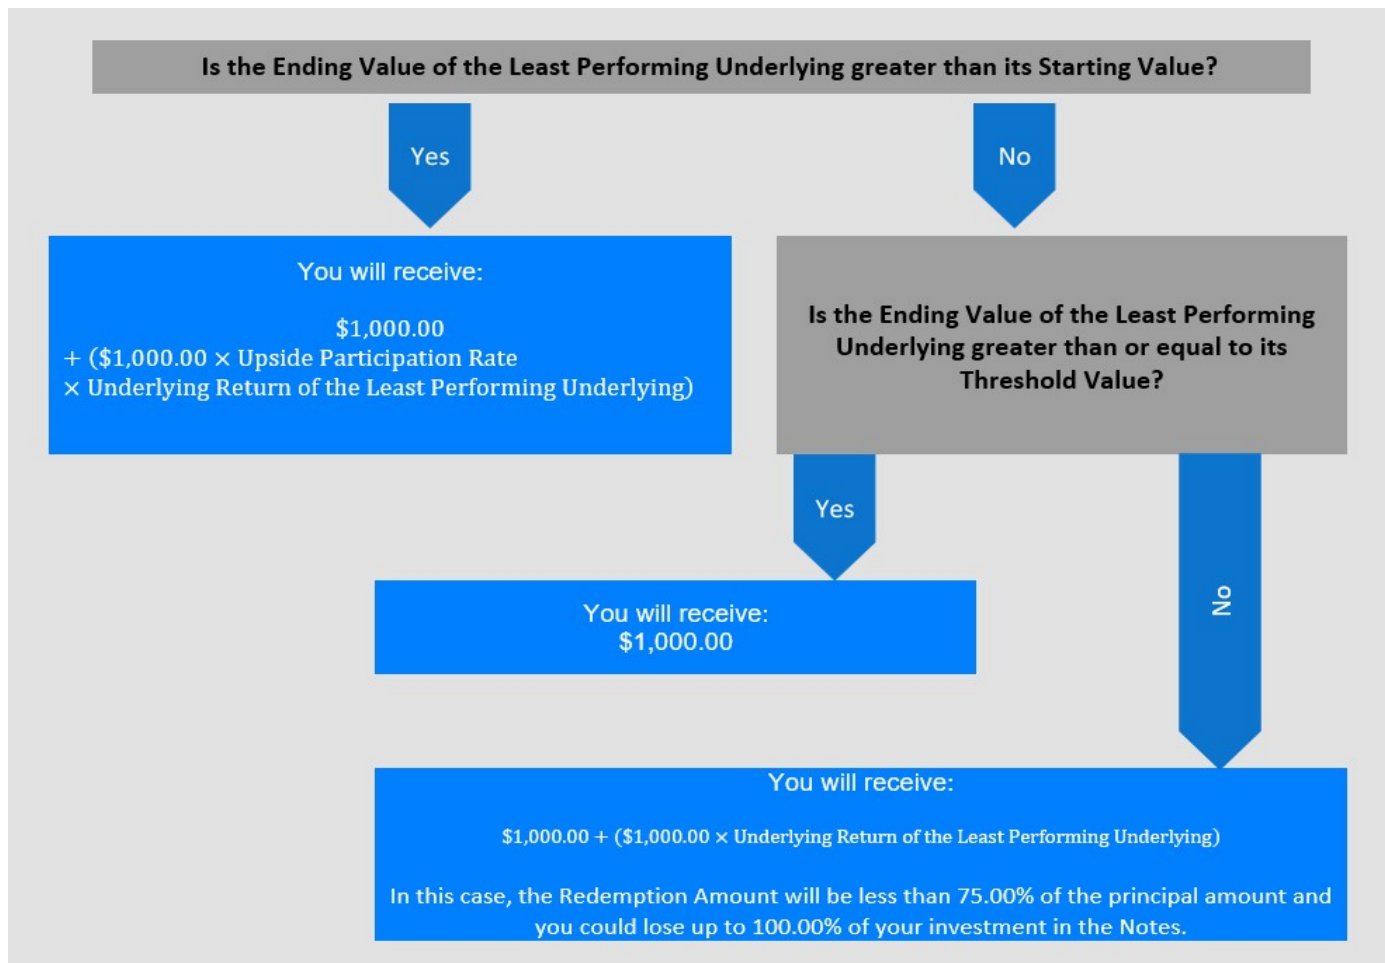 Is the Ending Value of the Least Performing Underlying greater than its Starting Value?
Yes
No
You will receive:
$1,000.00
+ ($1,000.00 × Upside Participation Rate
× Underlying Return of the Least Performing Underlying)
Is the Ending Value of the Least Performing
Underlying greater than or equal to its
Threshold Value?
Yes
No
You will receive:
$1,000.00
You will receive:
$1,000.00 + ($1,000.00 × Underlying Return of the Least Performing Underlying)
In this case, the Redemption Amount will be less than 75.00% of the principal amount and
you could lose up to 100.00% of your investment in the Notes.